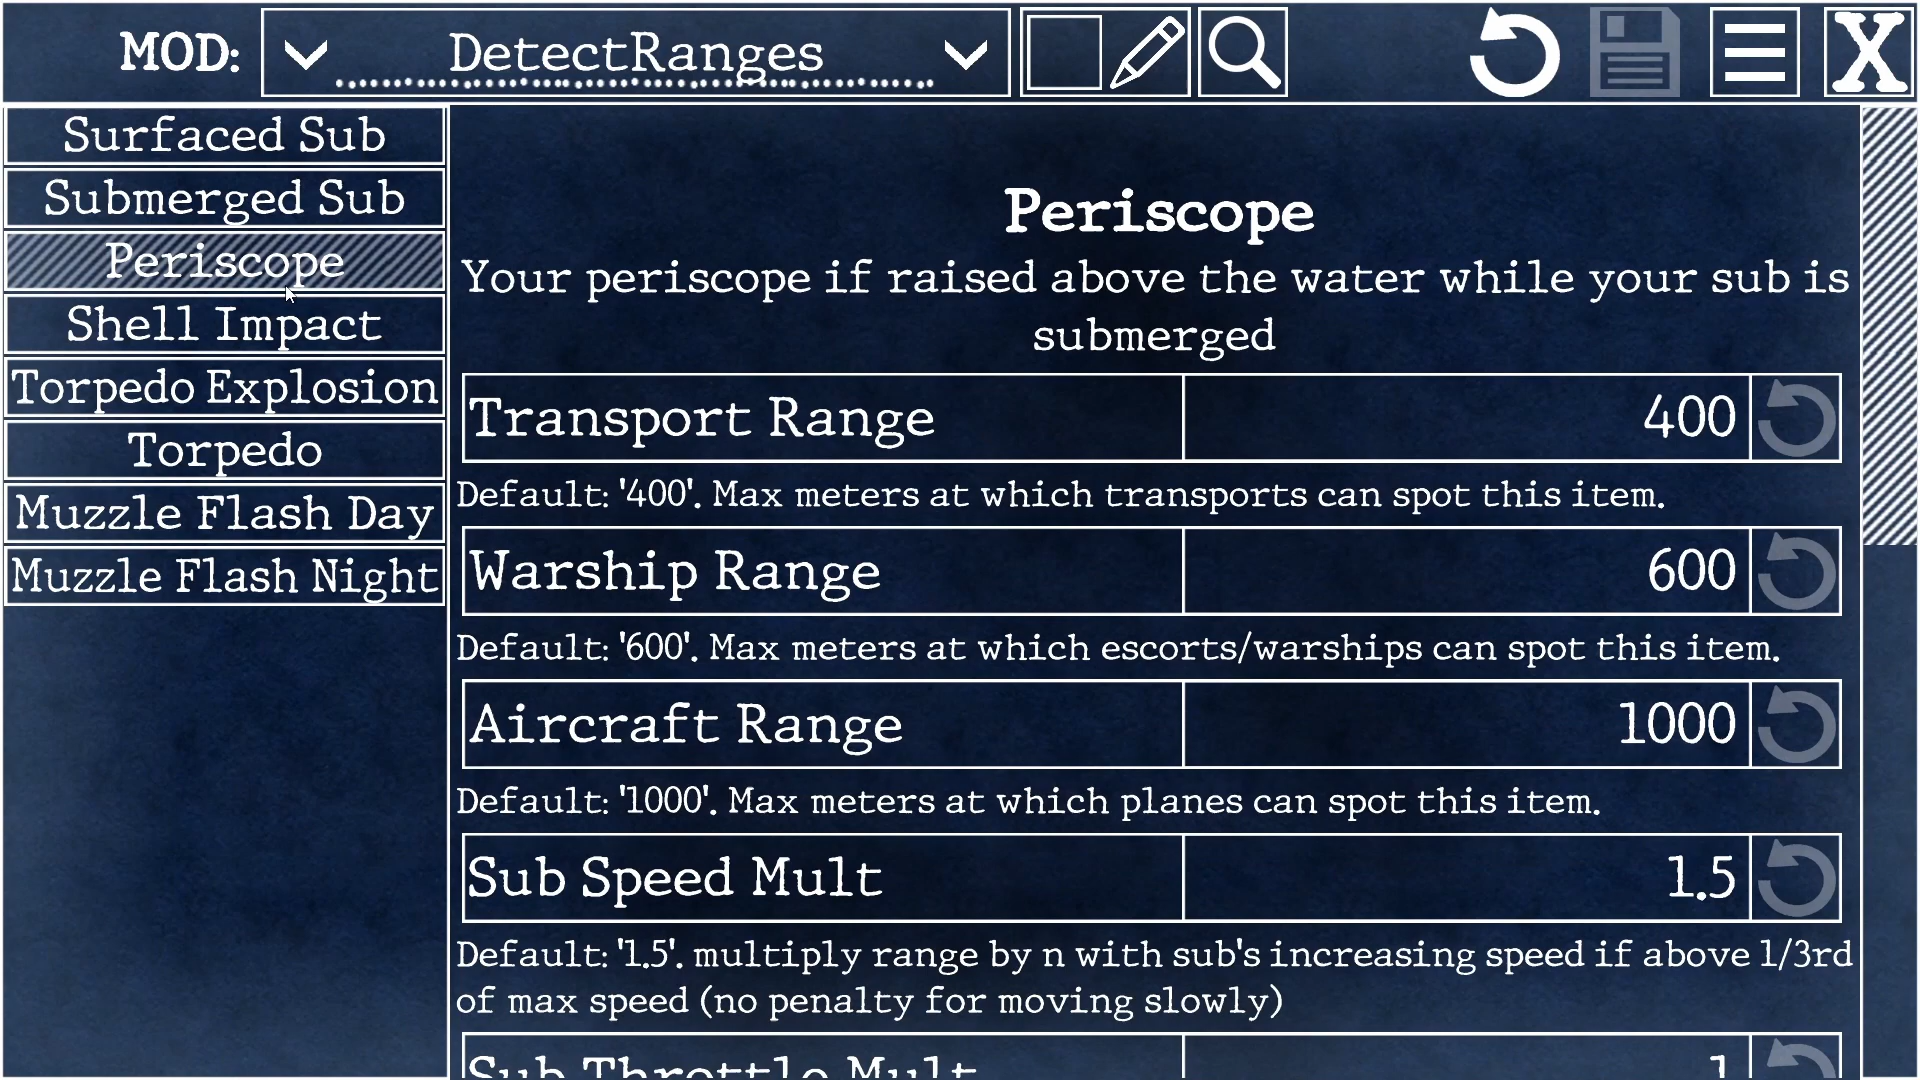 MOD:
DetectRanges
X
Surfaced Sub
Submerged Sub
Periscope
Shell Impact
Torpedo Explosion
Torpedo
Muzzle Flash Day
Muzzle Flash Night
Periscope
Your periscope if raised above the water while your sub is
submerged
Transport Range
400
Default: '400'. Max meters at which transports can spot this item.
Warship Range
600
Default: '600'. Max meters at which escorts/warships can spot this item.
Aircraft Range
1000
Default: '1000'. Max meters at which planes can spot this item.
Sub Speed Mult
1.5
Default: '1.5'. multiply range by n with sub's increasing speed if above 1/3rd
of max speed (no penalty for moving slowly)
Sub Throttle Mult
1